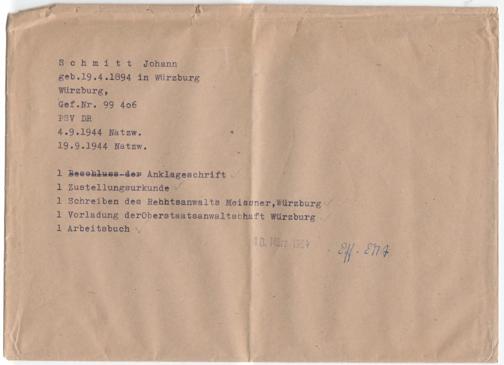 S c h m i t t  Johann
geb.19.4.1894 in Würzburg
Würzburg,
Gef.Nr. 99 4o6
PSV DR
4.9.1944 Natzw.
19.9.1944 Natzw.
1 Beschluss der Anklageschrift
1 Zustellungsurkunde
1 Schreiben des Rehhtsanwalts Meissner,Würzburg
1 Vorladung derOberstaatsanwaltschaft Würzburg
1 Arbeitsbuch